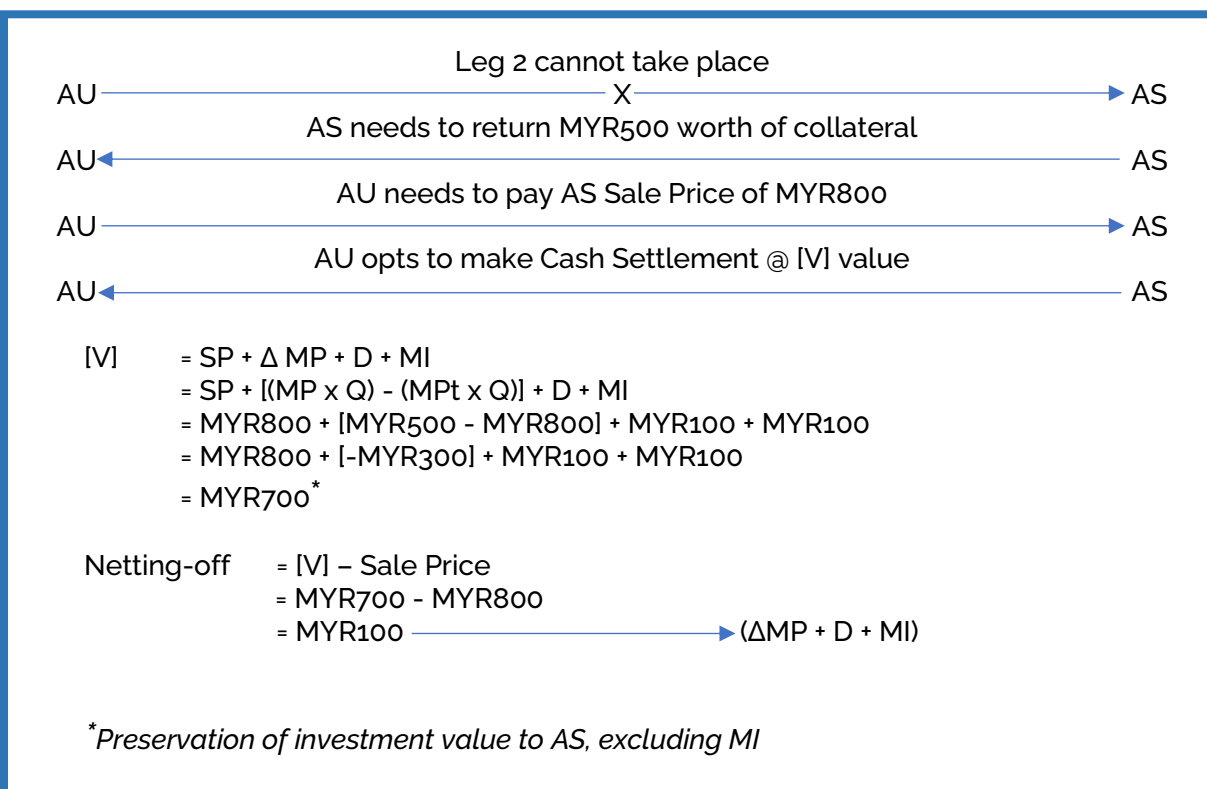 Leg 2 cannot take place
AU X AS
AS needs to return MYR500 worth of collateral
AU AS
AU needs to pay AS Sale Price of MYR800
AU AS
AU opts to make Cash Settlement @ [V] value
AU AS
[V] = SP + Δ MP + D + MI
= SP + [(MP x Q) - (MPt x Q)] + D + MI
= MYR800 + [MYR500 - MYR800] + MYR100 + MYR100
= MYR800 + [-MYR300] + MYR100 + MYR100
= MYR700*
Netting-off = [V] – Sale Price
= MYR700 - MYR800
= MYR100 (ΔMP + D + MI)
*Preservation of investment value to AS, excluding MI